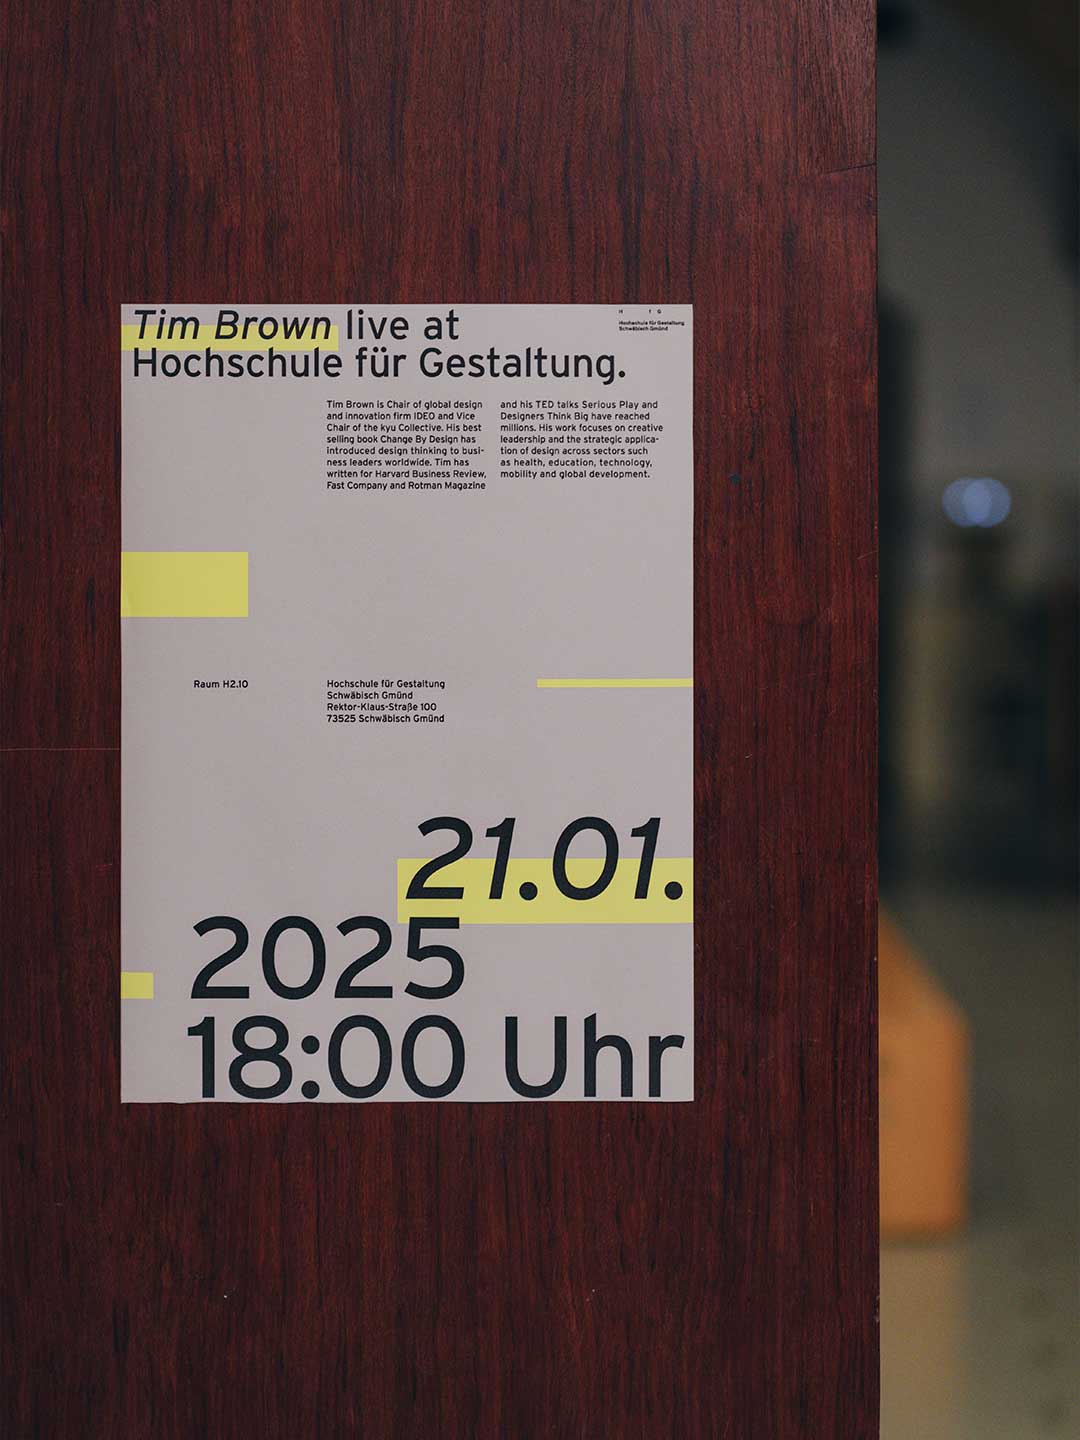 Tim Brown live at
Hochschule für Gestaltung.
H f G
Hochschule für Gestaltung
Schwäbisch Gmünd
Tim Brown is Chair of global design
and innovation firm IDEO and Vice
Chair of the kyu Collective. His best
selling book Change By Design has
introduced design thinking to busi-
ness leaders worldwide. Tim has
written for Harvard Business Review,
Fast Company and Rotman Magazine
and his TED talks Serious Play and
Designers Think Big have reached
millions. His work focuses on creative
leadership and the strategic applica-
tion of design across sectors such
as health, education, technology,
mobility and global development.
Raum H2.10
Hochschule für Gestaltung
Schwäbisch Gmünd
Rektor-Klaus-Straße 100
73525 Schwäbisch Gmünd
21.01.
2025
18:00 Uhr